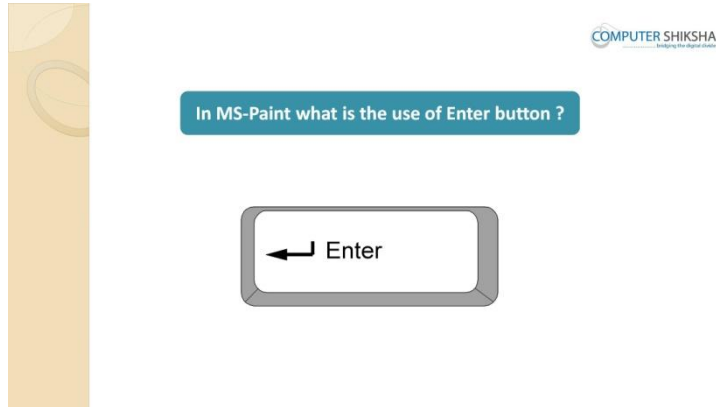 COMPUTER SHIKSHA
bridging the digital divide
In MS-Paint what is the use of Enter button ?
Enter